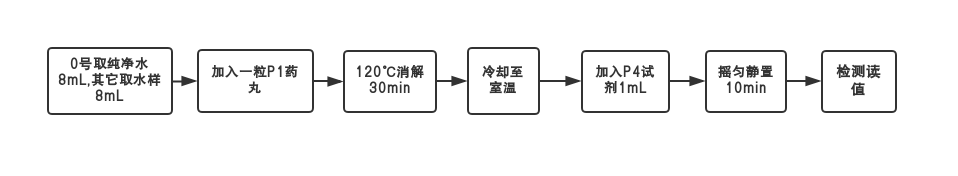 0号取纯净水
8mL,其它取水样
8mL
加入一粒P1药
丸
120℃消解
30min
冷却至
室温
加入P4试
剂1mL
摇匀静置
10min
检测读
值